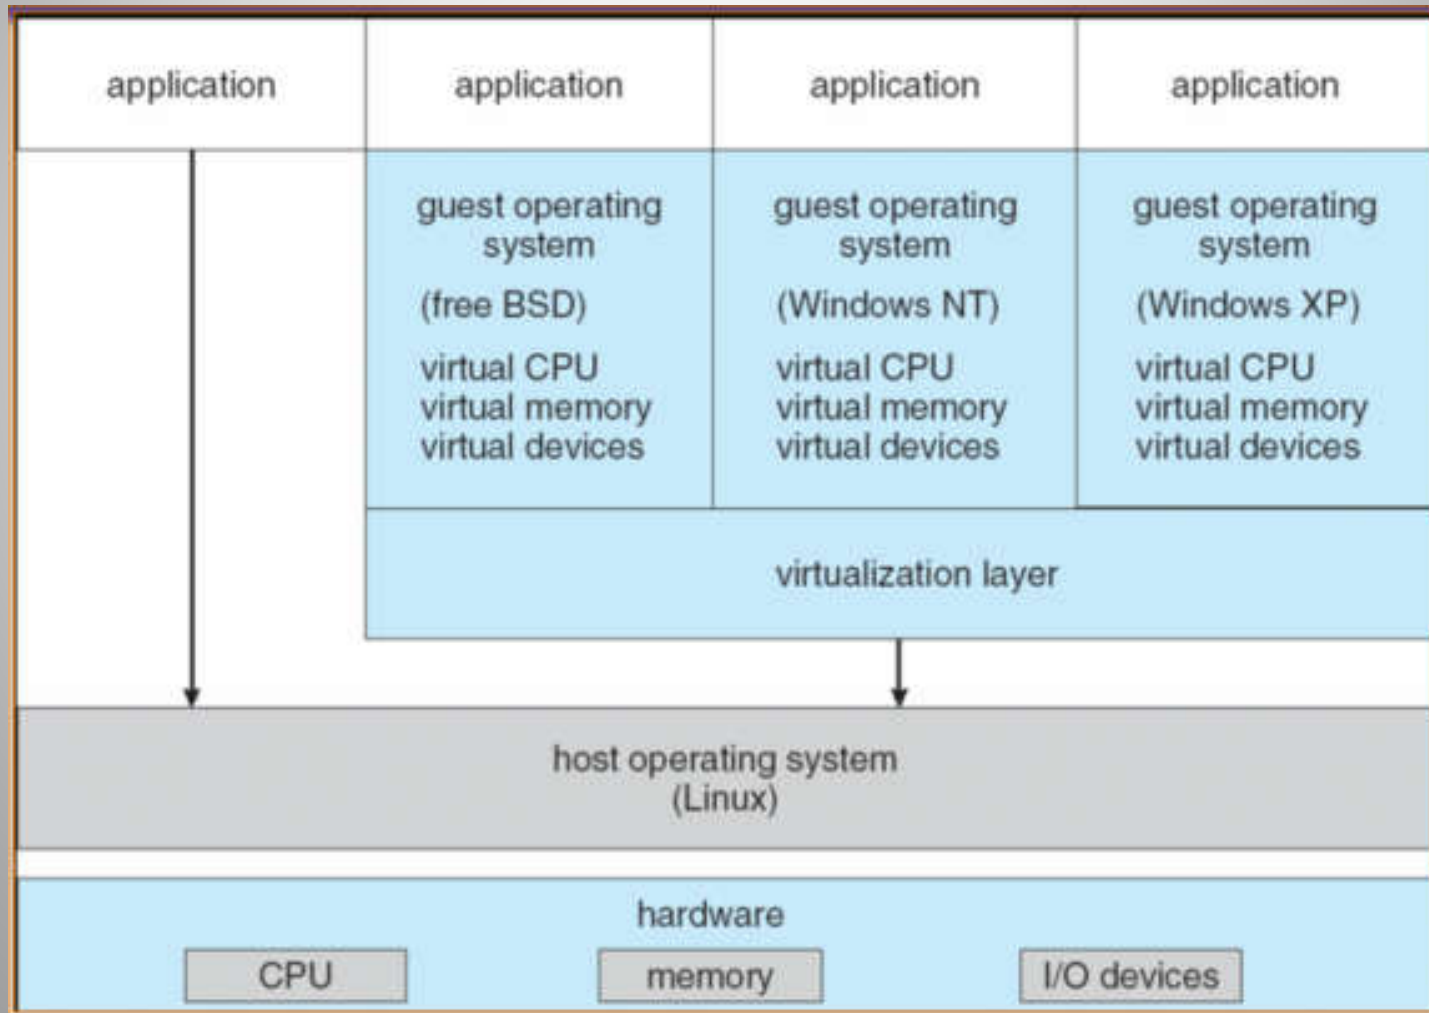 application
application
application
application
guest operating
system
(free BSD)
virtual CPU
virtual memory
virtual devices
guest operating
system
(Windows NT)
virtual CPU
virtual memory
virtual devices
guest operating
system
(Windows XP)
virtual CPU
virtual memory
virtual devices
virtualization layer
host operating system
(Linux)
hardware
CPU
memory
I/O devices